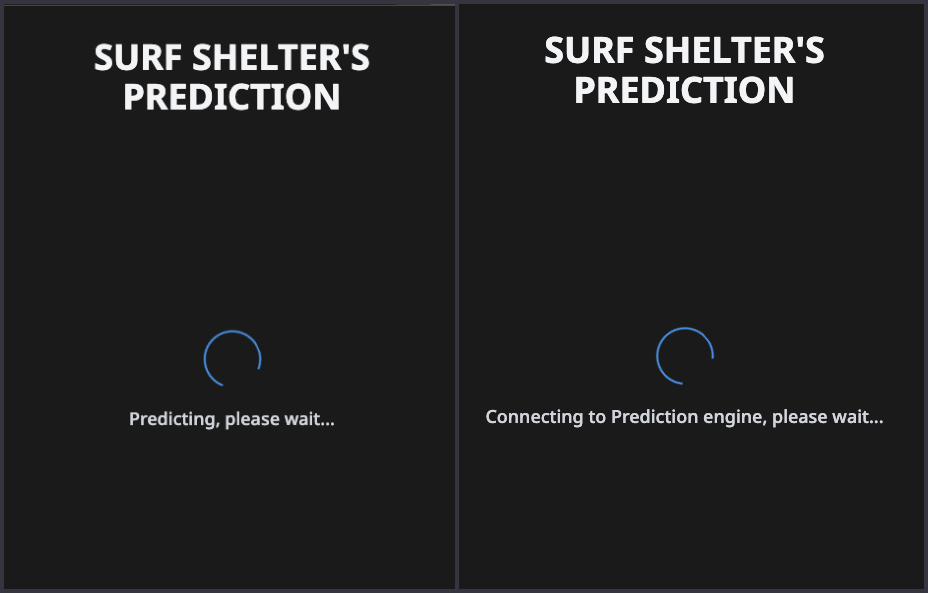 SURF SHELTER'S
PREDICTION
Predicting, please wait...
SURF SHELTER'S
PREDICTION
Connecting to Prediction engine, please wait...